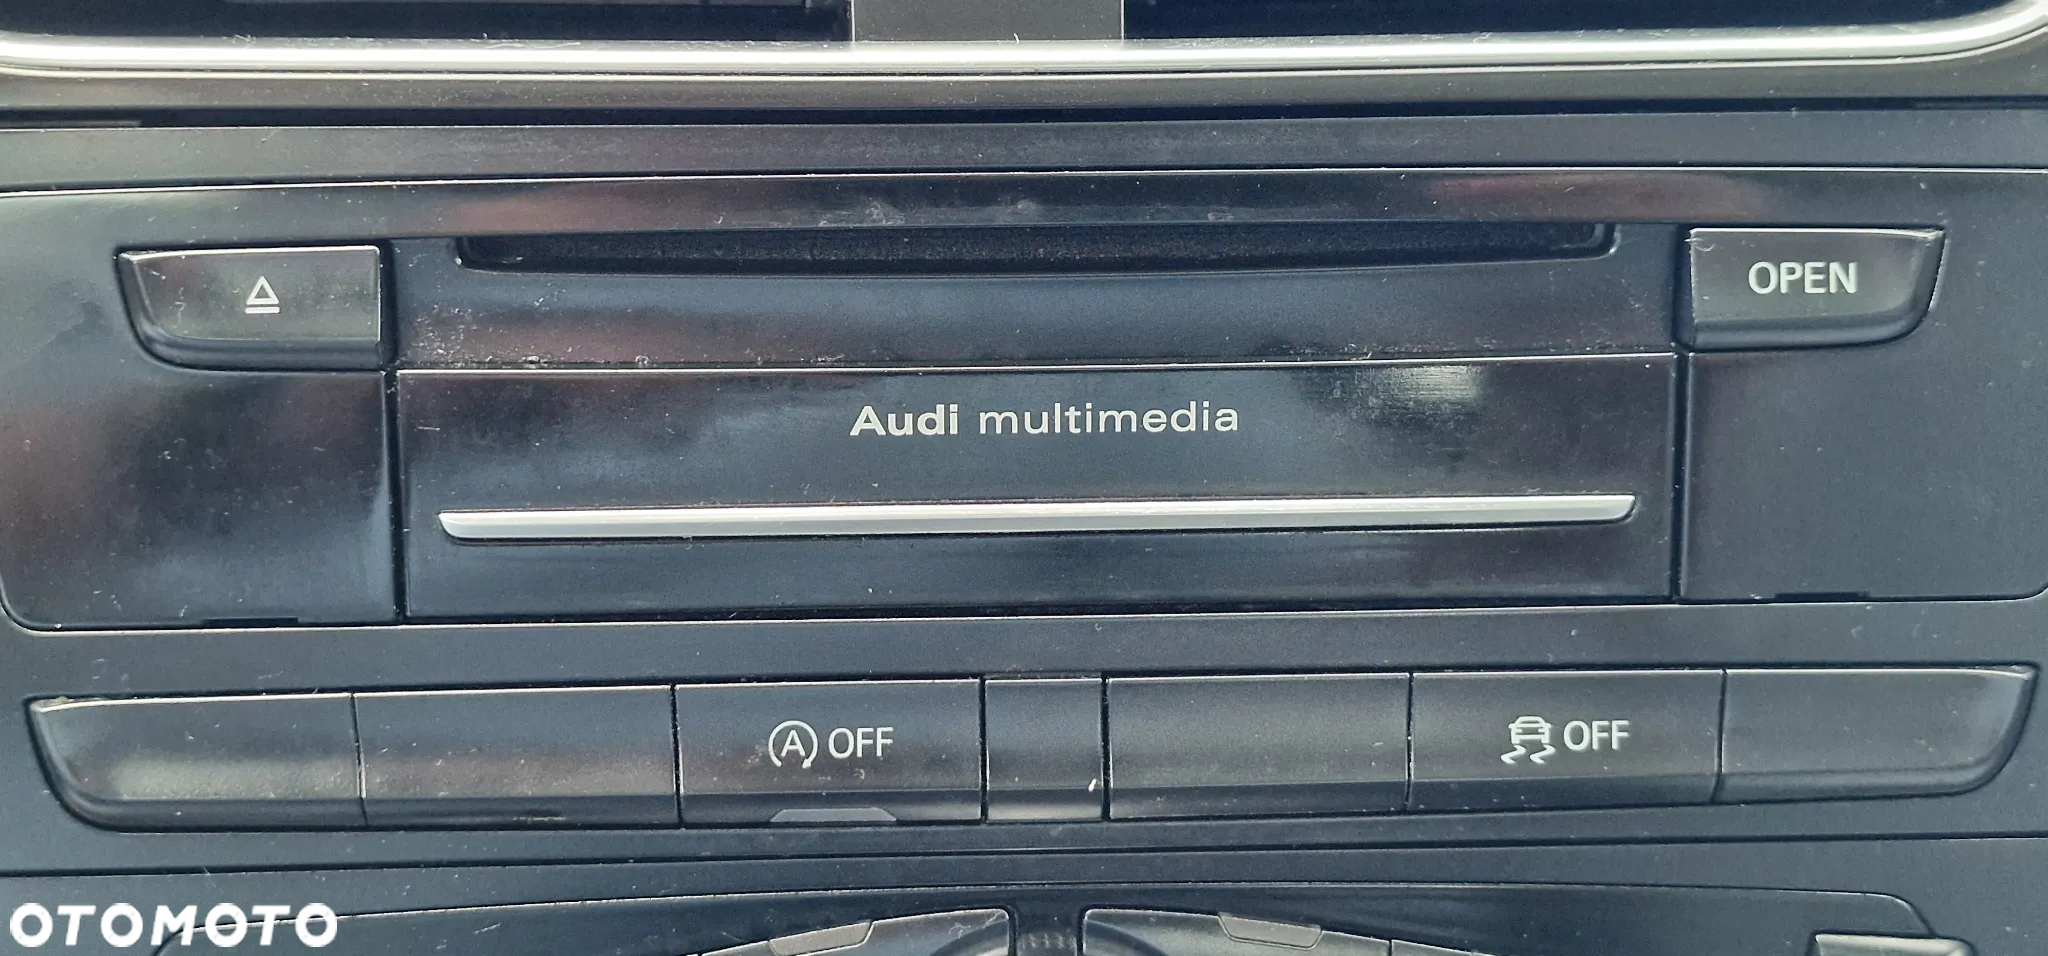 OPEN
Audi multimedia
A OFF
OFF
OTOMOTO